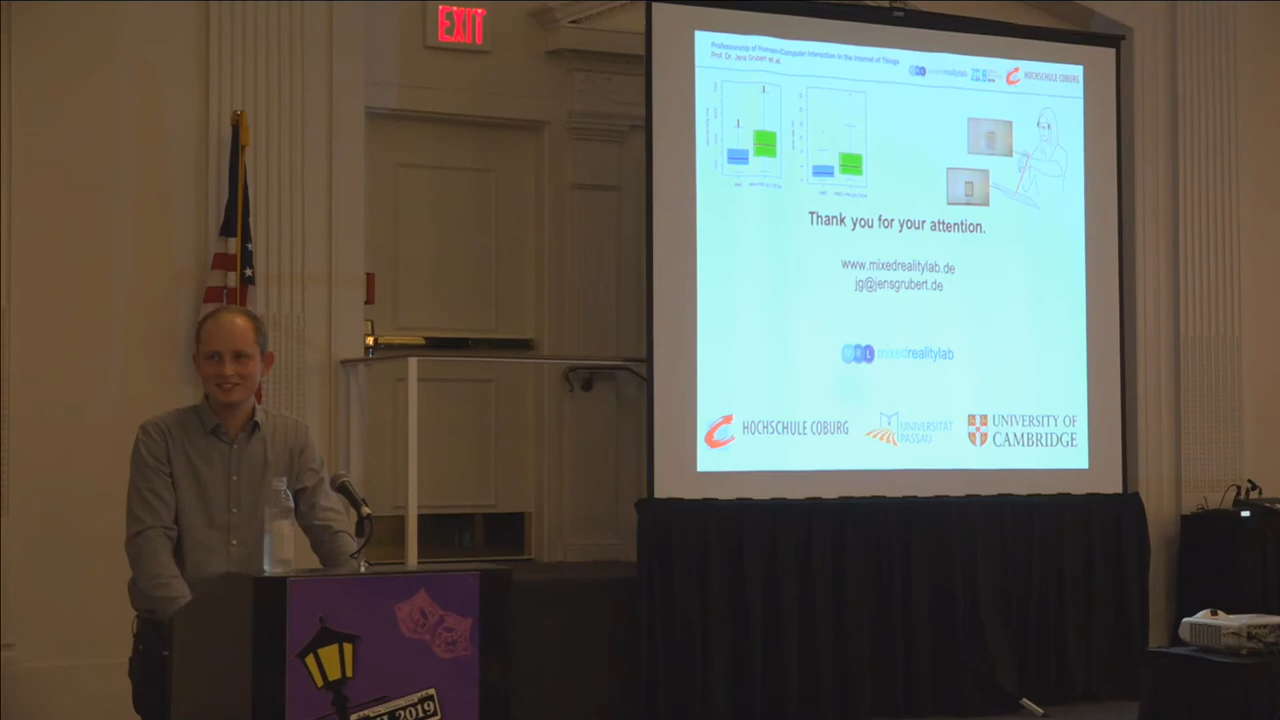 EXIT
Professorship of Human-Computer Interaction in the Internet of Things
Prof. Dr. Jens Grubert et al.
mixedrealitylab
HOCHSCHULE COBURG
Thank you for your attention.
www.mixedrealitylab.de
jg@jensgrubert.de
MRL mixedrealitylab
HOCHSCHULE COBURG
UNIVERSITÄT
PASSAU
UNIVERSITY OF
CAMBRIDGE
2019